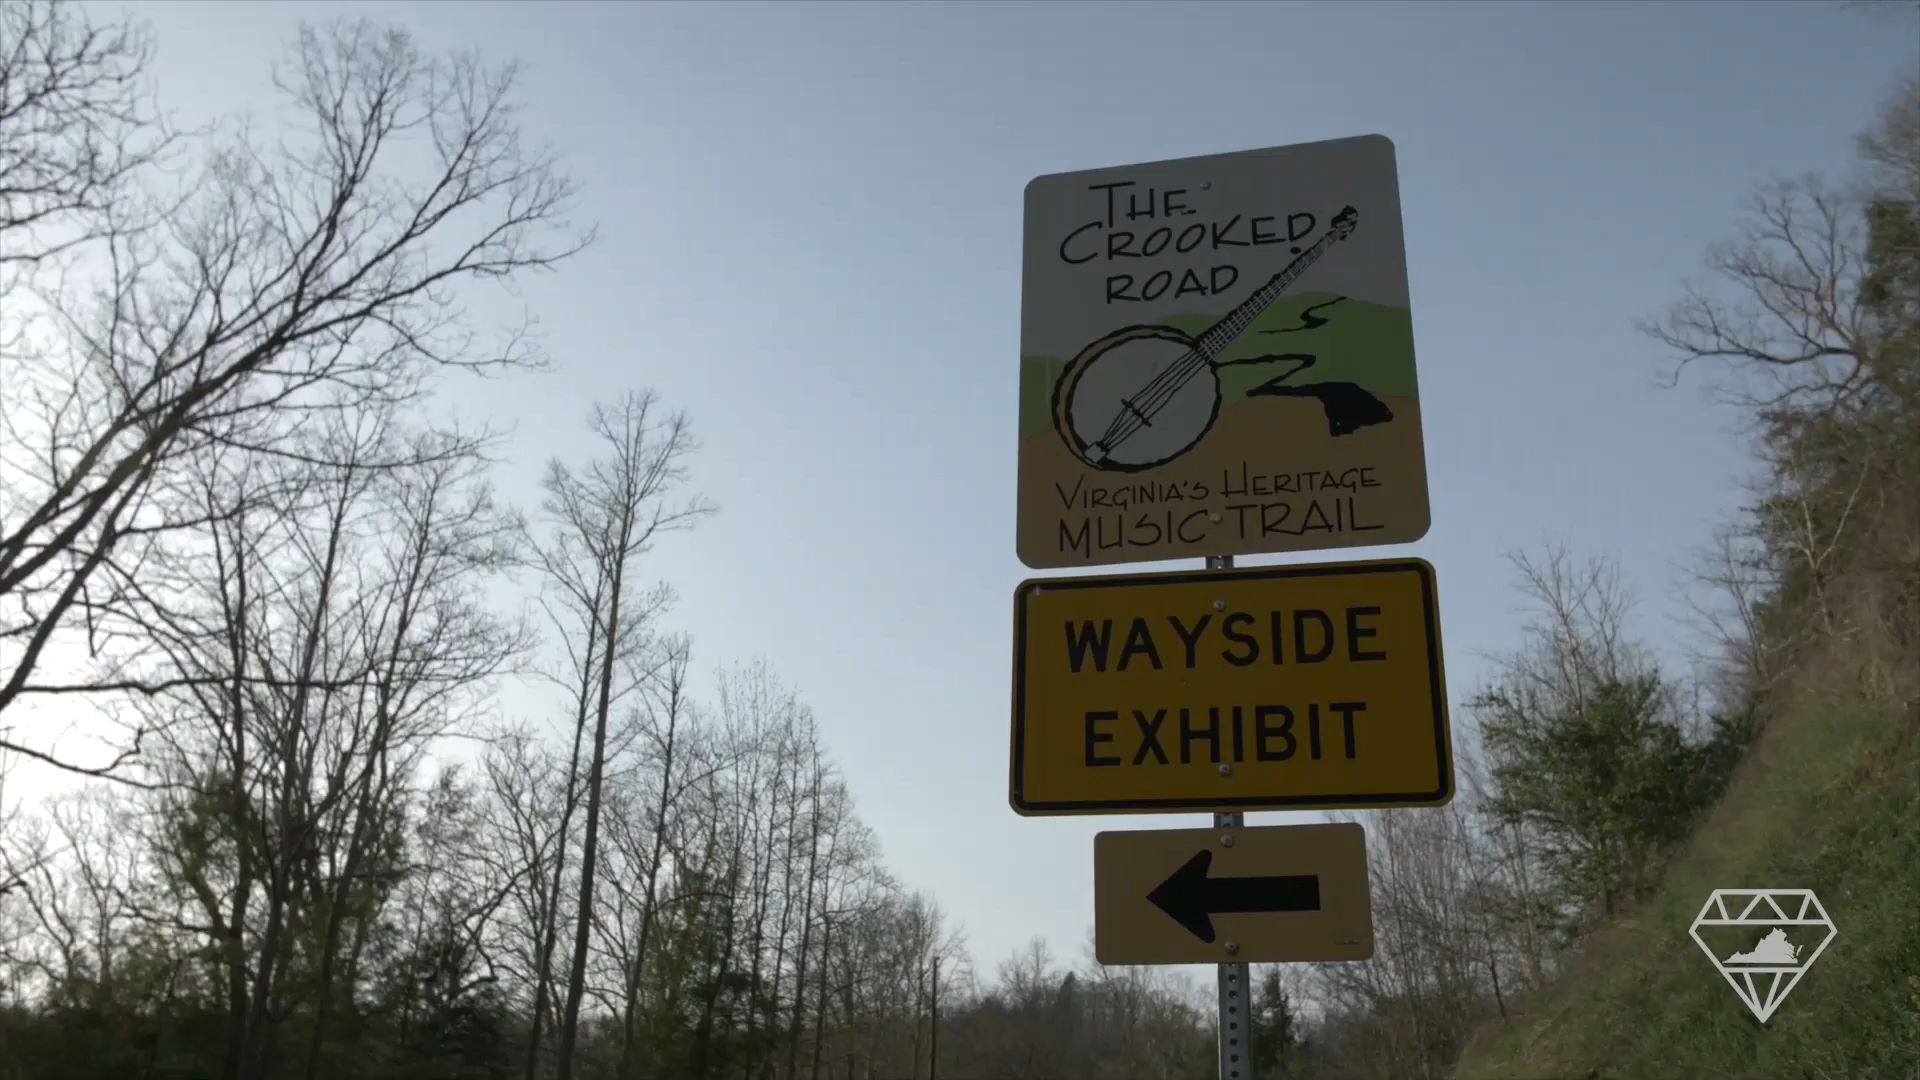 THE
CROOKED
ROAD
VIRGINIA'S HERITAGE
MUSIC TRAIL
WAYSIDE
EXHIBIT